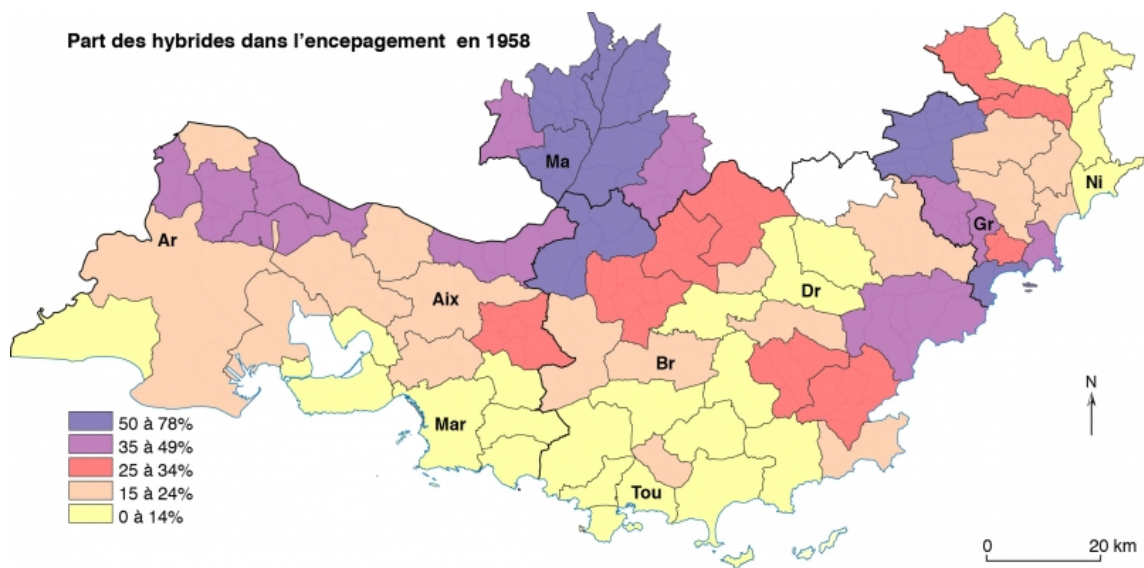 Part des hybrides dans l'encepagement en 1958
Ma
Ni
Ar
Gr
Aix
Dr
Br
N
Mar
Tou
50 à 78%
35 à 49%
25 à 34%
15 à 24%
0 à 14%
0 20 km